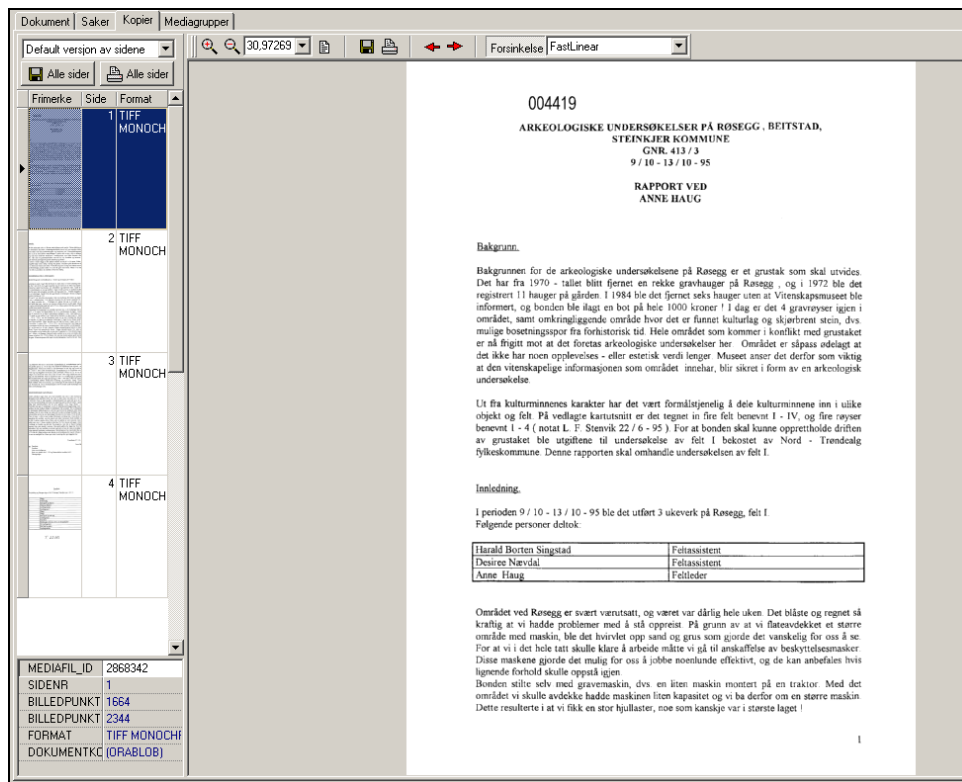 Dokument Saker Kopier Mediagrupper
Default versjon av sidene
Alle sider Alle sider
30,97269
Forsinkelse FastLinear
Frimerke Side Format
1 TIFF MONOCH
2 TIFF MONOCH
3 TIFF MONOCH
4 TIFF MONOCH
MEDIAFIL_ID 2868342
SIDENR 1
BILLEDPUNKT 1664
BILLEDPUNKT 2344
FORMAT TIFF MONOCHR
DOKUMENTKC (ORABLOB)
004419
ARKEOLOGISKE UNDERSØKELSER PÅ RØSEGG , BEITSTAD,
STEINKJER KOMMUNE
GNR. 413 / 3
9 / 10 - 13 / 10 - 95
RAPPORT VED
ANNE HAUG
Bakgrunn.
Bakgrunnen for de arkeologiske undersøkelsene på Røsegg er et grustak som skal utvides.
Det har fra 1970 - tallet blitt fjernet en rekke gravhauger på Røsegg , og i 1972 ble det
registrert 11 hauger på gården. I 1984 ble det fjernet seks hauger uten at Vitenskapsmuseet ble
informert, og bonden ble ilagt en bot på hele 1000 kroner ! I dag er det 4 gravrøyser igjen i
området, samt omkringliggende område hvor det er funnet kulturlag og skjørbrent stein, dvs.
mulige bosetningsspor fra forhistorisk tid. Hele området som kommer i konflikt med grustaket
er nå frigitt mot at det foretas arkeologiske undersøkelser her Området er såpass ødelagt at
det ikke har noen opplevelses - eller estetisk verdi lenger. Museet anser det derfor som viktig
at den vitenskapelige informasjonen som området innehar, blir sikret i form av en arkeologisk
undersøkelse.
Ut fra kulturminnenes karakter har det vært formålstjenelig å dele kulturminnene inn i ulike
objekt og felt. På vedlagte kartutsnitt er det tegnet in fire felt benevnt I - IV, og fire røyser
benevnt 1 - 4 ( notat L. F. Stenvik 22 / 6 - 95 ). For at bonden skal kunne opprettholde driften
av grustaket ble utgiftene til undersøkelse av felt I bekostet av Nord - Trøndealg
fylkeskommune. Denne rapporten skal omhandle undersøkelsen av felt I.
Innledning.
I perioden 9 / 10 - 13 / 10 - 95 ble det utført 3 ukeverk på Røsegg, felt I.
Følgende personer deltok:
Harald Borten Singstad Feltassistent
Desiree Nævdal Feltassistent
Anne Haug Feltleder
Området ved Røsegg er svært værutsatt, og været var dårlig hele uken. Det blåste og regnet så
kraftig at vi hadde problemer med å stå oppreist. På grunn av at vi flateavdekket et større
område med maskin, ble det hvirvlet opp sand og grus som gjorde det vanskelig for oss å se.
For at vi i det hele tatt skulle klare å arbeide måtte vi gå til anskaffelse av beskyttelsesmasker.
Disse maskene gjorde det mulig for oss å jobbe noenlunde effektivt, og de kan anbefales hvis
lignende forhold skulle oppstå igjen.
Bonden stilte selv med gravemaskin, dvs. en liten maskin montert på en traktor. Med det
området vi skulle avdekke hadde maskinen liten kapasitet og vi ba derfor om en større maskin.
Dette resulterte i at vi fikk en stor hjullaster, noe som kanskje var i største laget !
1